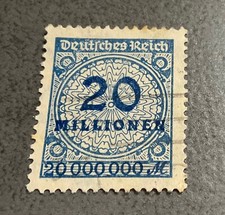 Deutsches Reich
20
MILLIONEN
20 000 000 M